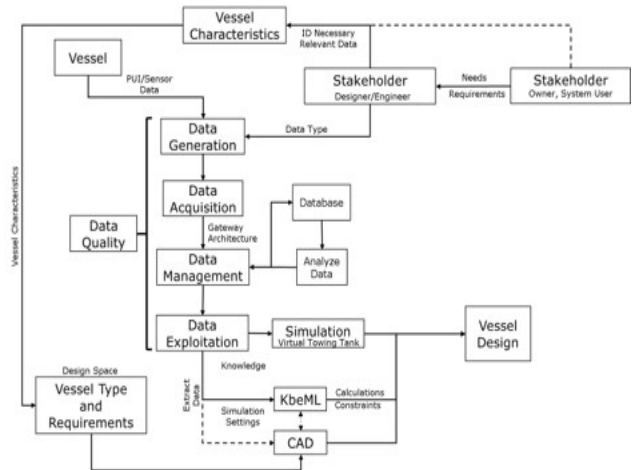 Vessel
Characteristics
ID Necessary
Relevant Data
Vessel
PUI/Sensor
Data
Stakeholder
Designer/Engineer
Needs
Requirements
Stakeholder
Owner, System User
Data
Generation
Data Type
Data
Acquisition
Database
Gateway
Architecture
Data
Quality
Data
Management
Analyze
Data
Vessel Characteristics
Data
Exploitation
Simulation
Virtual Towing Tank
Vessel
Design
Knowledge
Design Space
Vessel Type
and
Requirements
Extract Data
Simulation
Settings
KbeML
Calculations
Constraints
CAD